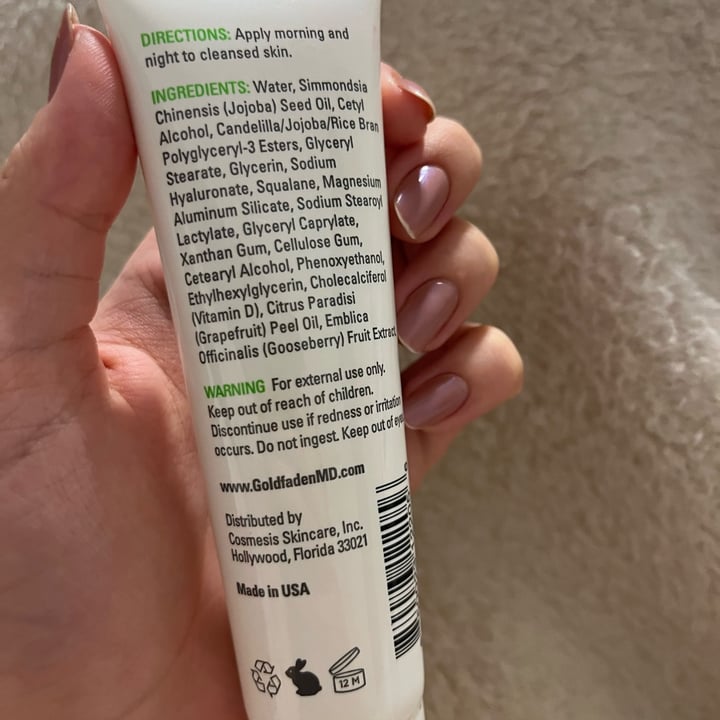 DIRECTIONS: Apply morning and
night to cleansed skin.
INGREDIENTS: Water, Simmondsia
Chinensis (Jojoba) Seed Oil, Cetyl
Alcohol, Candelilla/Jojoba/Rice Bran
Polyglyceryl-3 Esters, Glyceryl
Stearate, Glycerin, Sodium
Hyaluronate, Squalane, Magnesium
Aluminum Silicate, Sodium Stearoyl
Lactylate, Glyceryl Caprylate,
Xanthan Gum, Cellulose Gum,
Cetearyl Alcohol, Phenoxyethanol,
Ethylhexylglycerin, Cholecalciferol
(Vitamin D), Citrus Paradisi
(Grapefruit) Peel Oil, Emblica
Officinalis (Gooseberry) Fruit Extract
WARNING For external use only.
Keep out of reach of children.
Discontinue use if redness or irritation
occurs. Do not ingest. Keep out of
www.GoldfadenMD.com
Distributed by
Cosmesis Skincare, Inc.
Hollywood, Florida 33021
Made in USA
12 M